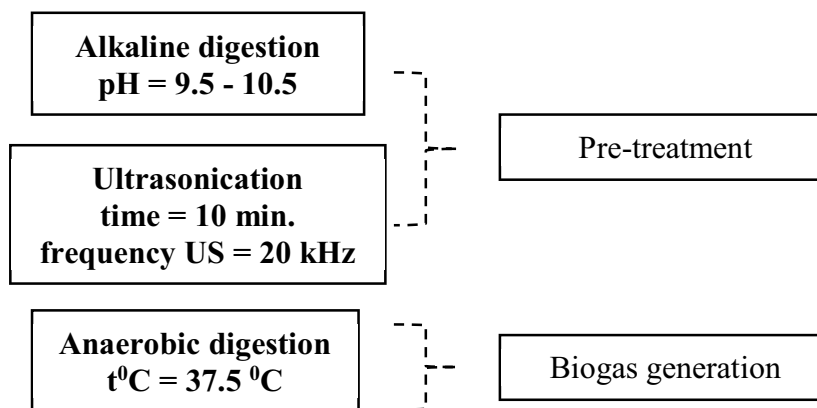 Alkaline digestion
pH = 9.5 - 10.5
Pre-treatment
Ultrasonication
time = 10 min.
frequency US = 20 kHz
Anaerobic digestion
t⁰C = 37.5 ⁰C
Biogas generation